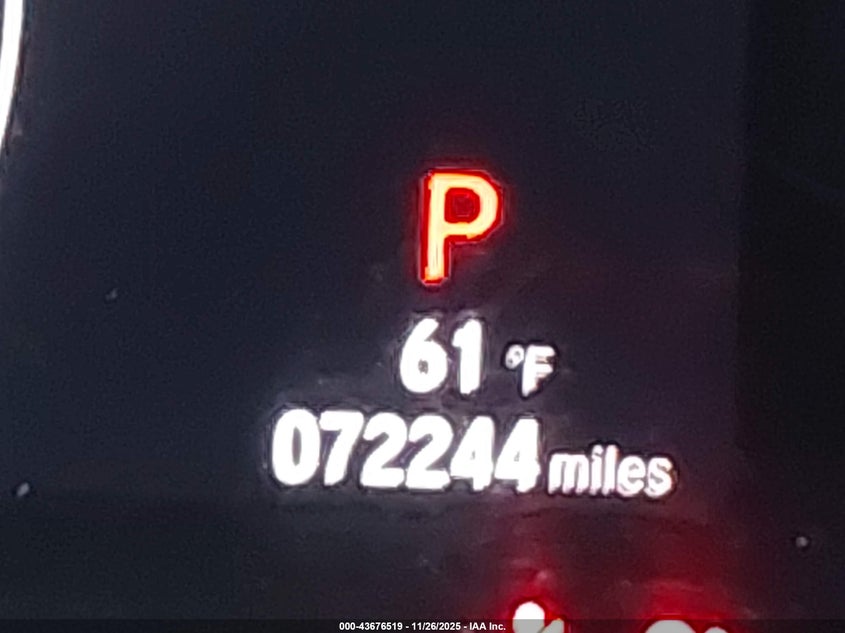 P
61 °F
072244 miles
000-43676519 - 11/26/2025 - IAA Inc.